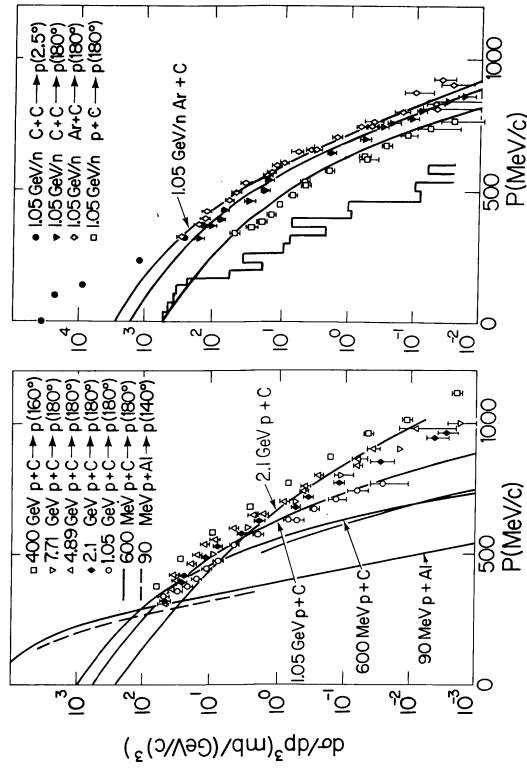 □ 400 GeV p+C → p(160°)
▽ 7.71 GeV p+C → p(180°)
△ 4.89 GeV p+C → p(180°)
♦ 2.1 GeV p+C → p(180°)
○ 1.05 GeV p+C → p(180°)
— 600 MeV p+C → p(180°)
-- 90 MeV p+Al → p(140°)
2.1 GeV p + C
1.05 GeV p+C
600 MeV p+C
90 MeV p+Al
10³
10²
10¹
10⁰
10⁻¹
10⁻²
10⁻³
0
500
1000
P(MeV/c)
dσ/dp³(mb/(GeV/c)³)
● 1.05 GeV/n C+C → p(2.5°)
▼ 1.05 GeV/n C+C → p(180°)
◇ 1.05 GeV/n Ar+C → p(180°)
□ 1.05 GeV/n p+C → p(180°)
1.05 GeV/n Ar + C
10⁴
10³
10²
10¹
10⁰
10⁻¹
10⁻²
0
500
1000
P(MeV/c)